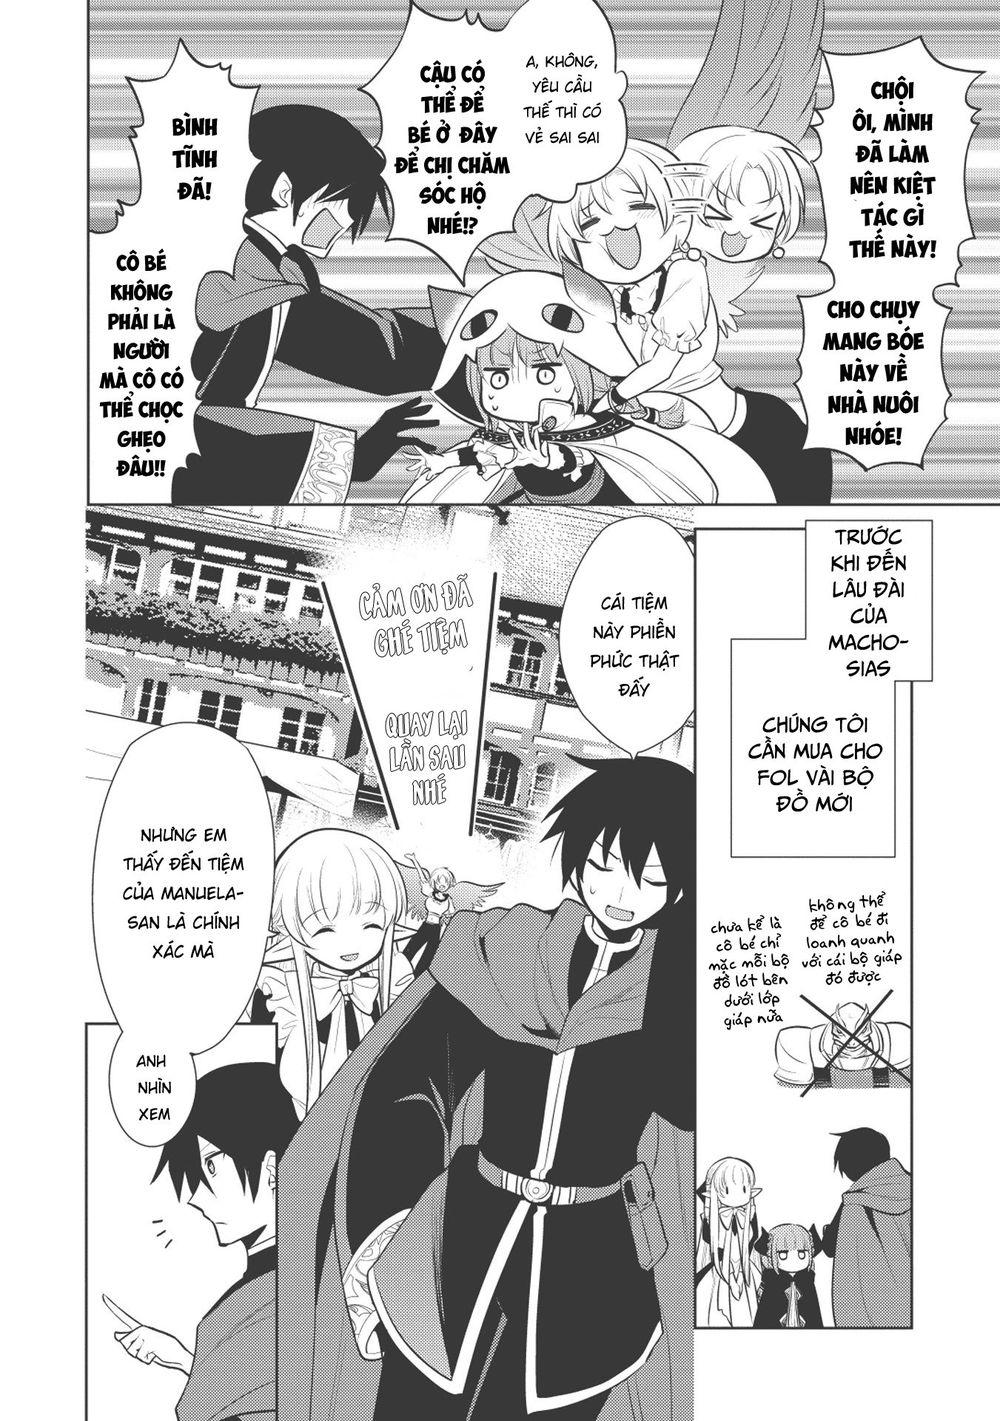 CHỘI
ÔI, MÌNH
ĐÃ LÀM
NÊN KIỆT
TÁC GÌ
THẾ NÀY!
CHO CHỤY
MANG BÓE
NÀY VỀ
NHÀ NUÔI
NHÓE!
A, KHÔNG,
YÊU CẦU
THẾ THÌ CÓ
VẺ SAI SAI
CẬU CÓ
THỂ ĐỂ
BÉ Ở ĐÂY
ĐỂ CHỊ CHĂM
SÓC HỘ
NHÉ!?
BÌNH
TĨNH
ĐÃ!
CÔ BÉ
KHÔNG
PHẢI LÀ
NGƯỜI
MÀ CÔ CÓ
THỂ CHỌC
GHẸO
ĐÂU!!
TRƯỚC
KHI ĐẾN
LÂU ĐÀI
CỦA
MACHO-
SIAS
CHÚNG TÔI
CẦN MUA CHO
FOL VÀI BỘ
ĐỒ MỚI
không thể
để cô bé đi
loanh quanh
với cái bộ giáp
đó được
chưa kể là
cô bé chỉ
mặc mỗi bộ
đồ lót bên
dưới lớp
giáp nữa
CÁI TIỆM
NÀY PHIỀN
PHỨC THẬT
ĐẤY
CẢM ƠN ĐÃ
GHÉ TIỆM
QUAY LẠI
LẦN SAU
NHÉ
NHƯNG EM
THẤY ĐẾN TIỆM
CỦA MANUELA-
SAN LÀ CHÍNH
XÁC MÀ
ANH
NHÌN
XEM